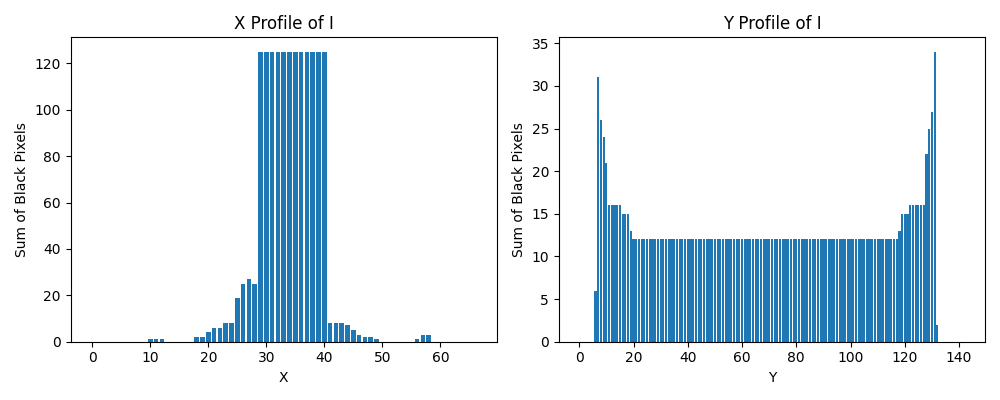 X Profile of I
Sum of Black Pixels
0 20 40 60 80 100 120
0 10 20 30 40 50 60
X
Y Profile of I
Sum of Black Pixels
0 5 10 15 20 25 30 35
0 20 40 60 80 100 120 140
Y